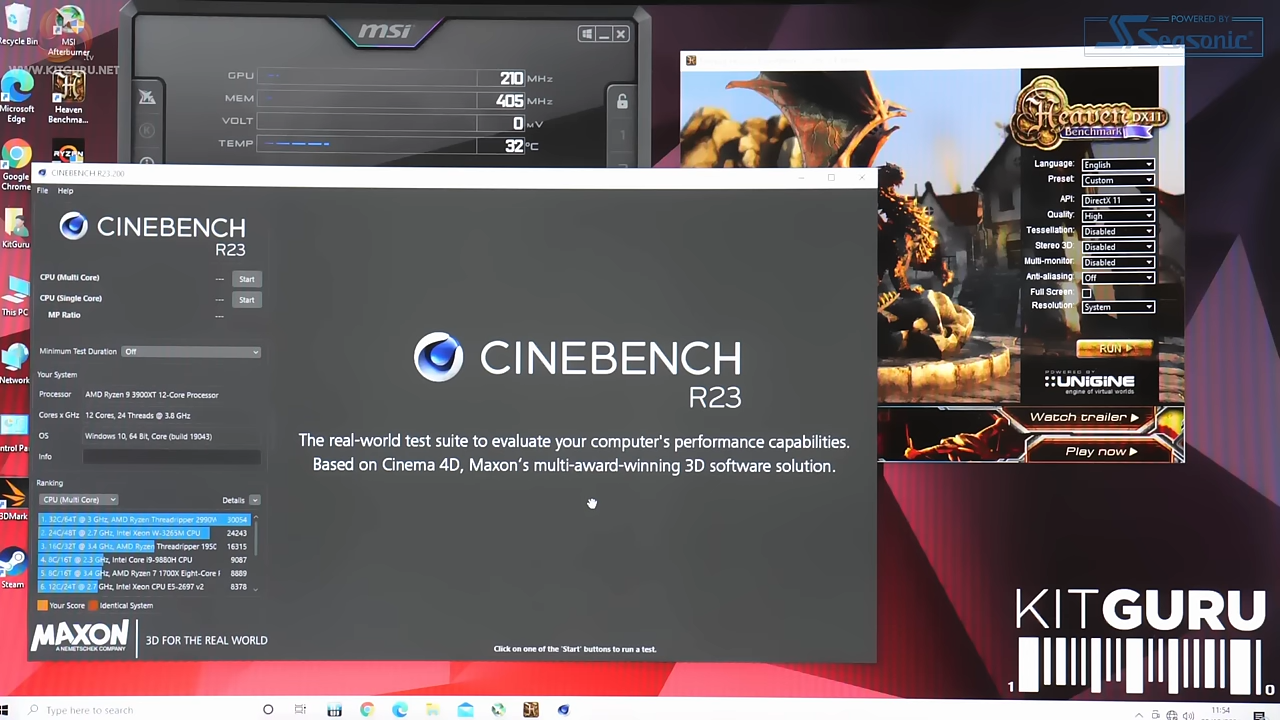 Recycle Bin
MSI
Afterburner
WWW.KITGURU.NET
Microsoft
Edge
Heaven
Benchma...
Google
Chrome
RYZEN
KitGuru
This PC
Network
3DMark
Steam
msi
GPU 210 MHz
MEM 405 MHz
VOLT 0 mV
TEMP 32 °C
POWERED BY
Seasonic
Heaven DX11
Benchmark
Language: English
Preset: Custom
API: DirectX 11
Quality: High
Tessellation: Disabled
Stereo 3D: Disabled
Multi-monitor: Disabled
Anti-aliasing: Off
Full Screen:
Resolution: System
RUN
POWERED BY
UNIGINE
engine of virtual worlds
Watch trailer
Play now
CINEBENCH R23.200
File Help
CINEBENCH
R23
CPU (Multi Core) --- Start
CPU (Single Core) --- Start
MP Ratio ---
Minimum Test Duration Off
Your System
Processor AMD Ryzen 9 3900XT 12-Core Processor
Cores x GHz 12 Cores, 24 Threads @ 3.8 GHz
OS Windows 10, 64 Bit, Core (build 19043)
Info
Ranking
CPU (Multi Core) Details
1. 32C/64T @ 3 GHz, AMD Ryzen Threadripper 2990W 30054
2. 24C/48T @ 2.7 GHz, Intel Xeon W-3265M CPU 24243
3. 16C/32T @ 3.4 GHz, AMD Ryzen Threadripper 195C 16315
4. 8C/16T @ 2.3 GHz, Intel Core i9-9880H CPU 9087
5. 8C/16T @ 3.4 GHz, AMD Ryzen 7 1700X Eight-Core F 8889
6. 12C/24T @ 2.7 GHz, Intel Xeon CPU E5-2697 v2 8378
Your Score Identical System
MAXON
A NEMETSCHEK COMPANY
3D FOR THE REAL WORLD
CINEBENCH
R23
The real-world test suite to evaluate your computer's performance capabilities.
Based on Cinema 4D, Maxon's multi-award-winning 3D software solution.
Click on one of the 'Start' buttons to run a test.
KITGURU
1 0
Type here to search
11:54